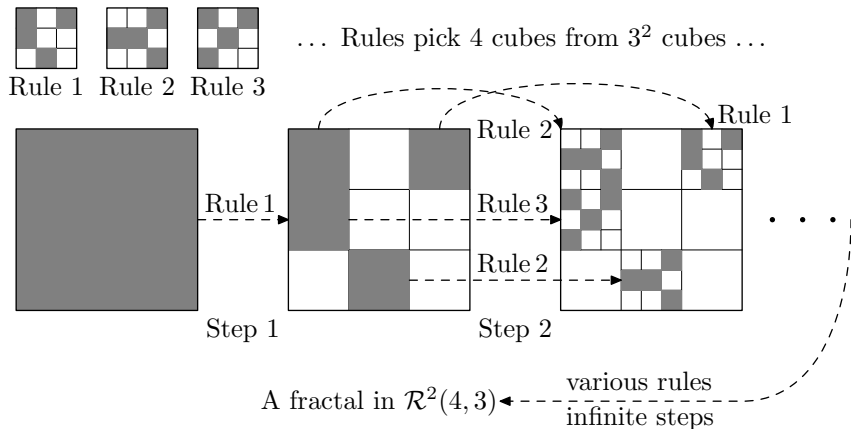 … Rules pick 4 cubes from 3² cubes …
Rule 1 Rule 2 Rule 3
Rule 2
Rule 1
Rule 1
Rule 3
Rule 2
Step 1
Step 2
various rules
A fractal in ℛ²(4, 3)
infinite steps